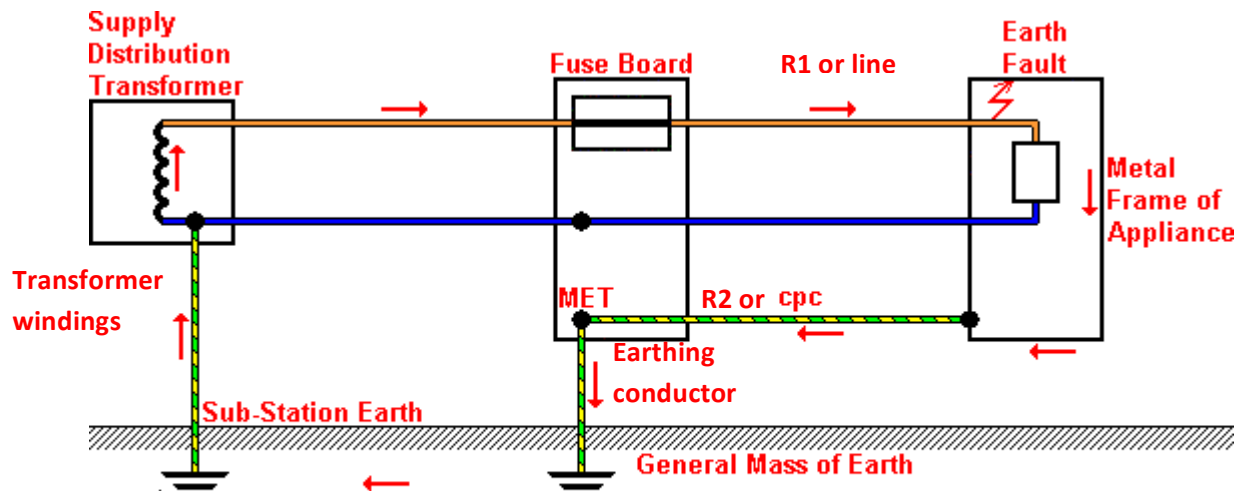 Supply
Distribution
Transformer
Fuse Board
R1 or line
Earth
Fault
Metal
Frame of
Appliance
Transformer
windings
MET
R2 or cpc
Earthing
conductor
Sub-Station Earth
General Mass of Earth